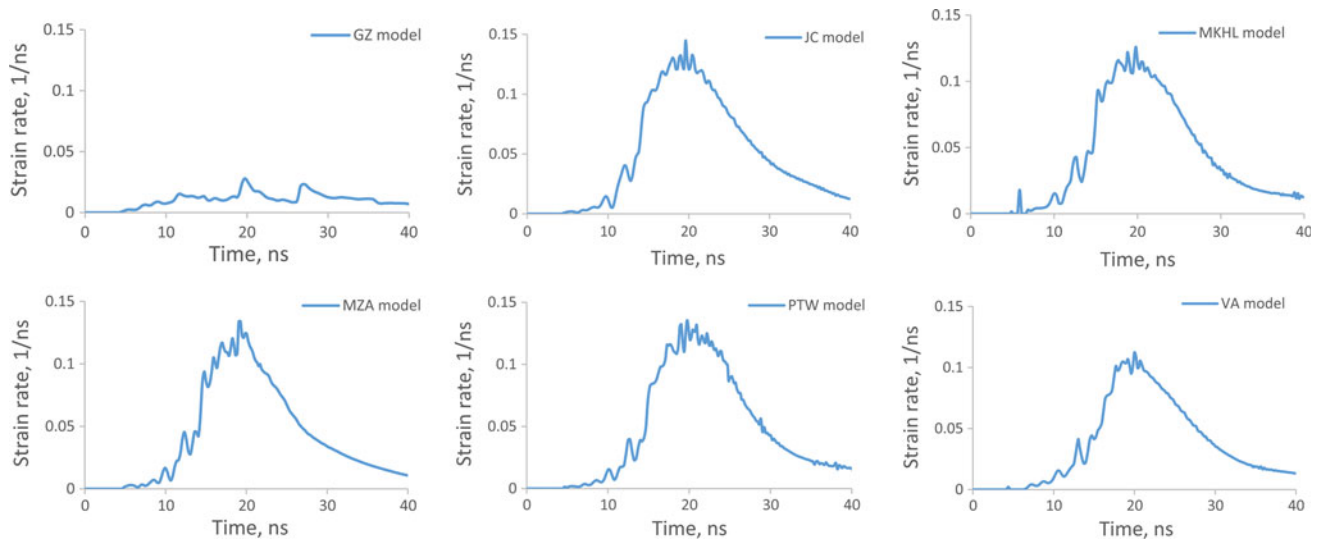 0.15
GZ model
Strain rate, 1/ns
0.1
0.05
0
0 10 20 30 40
Time, ns
0.15
JC model
Strain rate, 1/ns
0.1
0.05
0
0 10 20 30 40
Time, ns
0.15
MKHL model
Strain rate, 1/ns
0.1
0.05
0
0 10 20 30 40
Time, ns
0.15
MZA model
Strain rate, 1/ns
0.1
0.05
0
0 10 20 30 40
Time, ns
0.15
PTW model
Strain rate, 1/ns
0.1
0.05
0
0 10 20 30 40
Time, ns
0.15
VA model
Strain rate, 1/ns
0.1
0.05
0
0 10 20 30 40
Time, ns